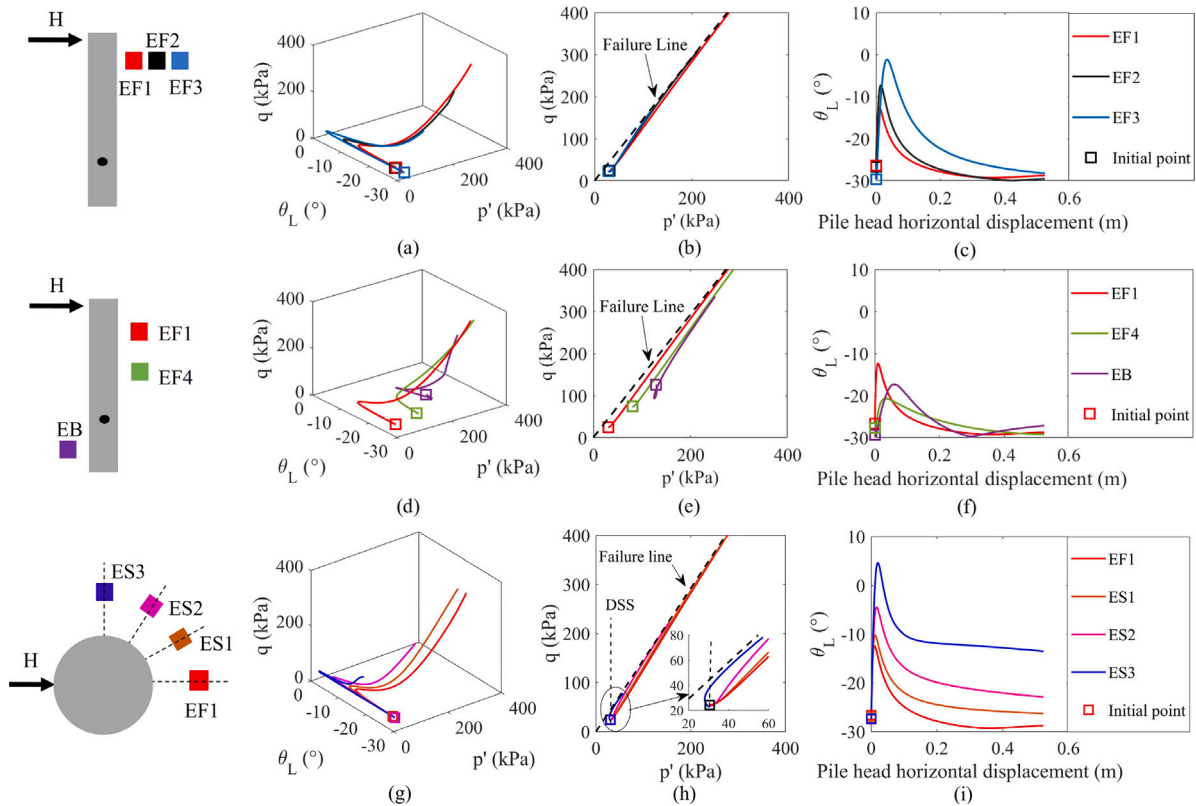 H
EF2
EF1 EF3
q (kPa)
400
200
0
0
-10
-20
-30
θL (°)
0
200
400
p' (kPa)
(a)
q (kPa)
400
300
200
100
0
Failure Line
0 200 400
p' (kPa)
(b)
θL (°)
10
0
-10
-20
-30
0 0.2 0.4 0.6
Pile head horizontal displacement (m)
EF1
EF2
EF3
Initial point
(c)
H
EF1
EF4
EB
q (kPa)
400
200
0
0
-10
-20
-30
θL (°)
0
200
400
p' (kPa)
(d)
q (kPa)
400
300
200
100
0
Failure Line
0 200 400
p' (kPa)
(e)
θL (°)
10
0
-10
-20
-30
0 0.2 0.4 0.6
Pile head horizontal displacement (m)
EF1
EF4
EB
Initial point
(f)
ES3
ES2
ES1
H
EF1
q (kPa)
400
200
0
0
-10
-20
-30
θL (°)
0
200
400
p' (kPa)
(g)
q (kPa)
400
300
200
100
0
Failure line
DSS
80
60
40
20
20 40 60
0 200 400
p' (kPa)
(h)
θL (°)
10
0
-10
-20
-30
0 0.2 0.4 0.6
Pile head horizontal displacement (m)
EF1
ES1
ES2
ES3
Initial point
(i)